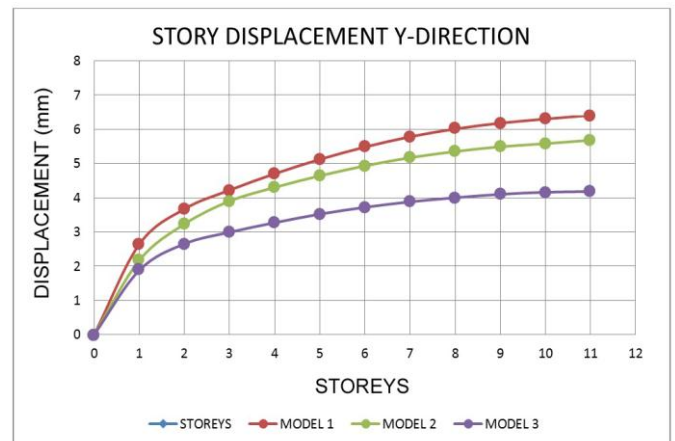 STORY DISPLACEMENT Y-DIRECTION
8
7
6
5
4
3
2
1
0
DISPLACEMENT (mm)
0 1 2 3 4 5 6 7 8 9 10 11 12
STOREYS
STOREYS MODEL 1 MODEL 2 MODEL 3